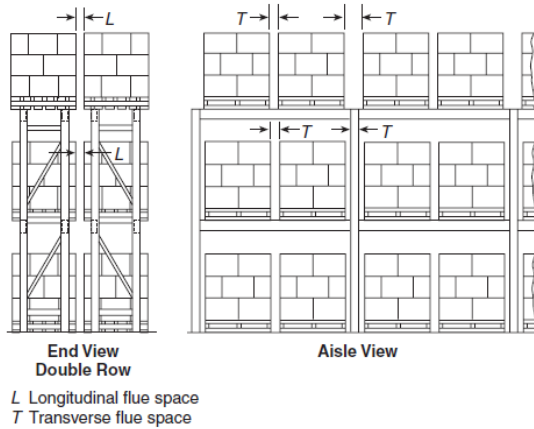 L
T
T
T
T
L
End View
Double Row
Aisle View
L Longitudinal flue space
T Transverse flue space